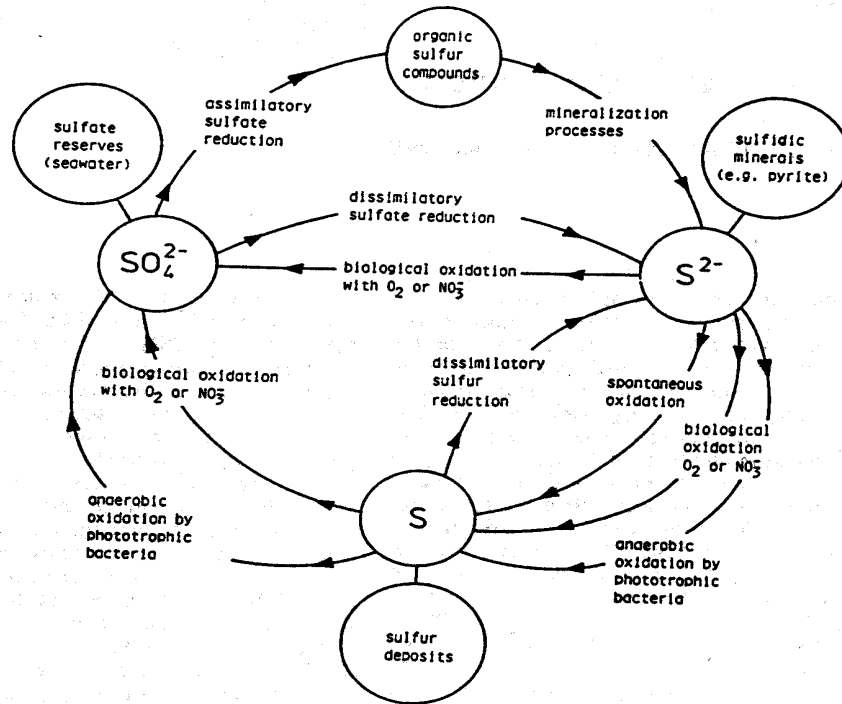 organic
sulfur
compounds
assimilatory
sulfate
reduction
mineralization
processes
sulfate
reserves
(seawater)
sulfidic
minerals
(e.g. pyrite)
dissimilatory
sulfate reduction
SO₄²⁻
S²⁻
biological oxidation
with O₂ or NO₃⁻
biological oxidation
with O₂ or NO₃⁻
dissimilatory
sulfur
reduction
spontaneous
oxidation
biological
oxidation
O₂ or NO₃⁻
S
anaerobic
oxidation by
phototrophic
bacteria
anaerobic
oxidation by
phototrophic
bacteria
sulfur
deposits